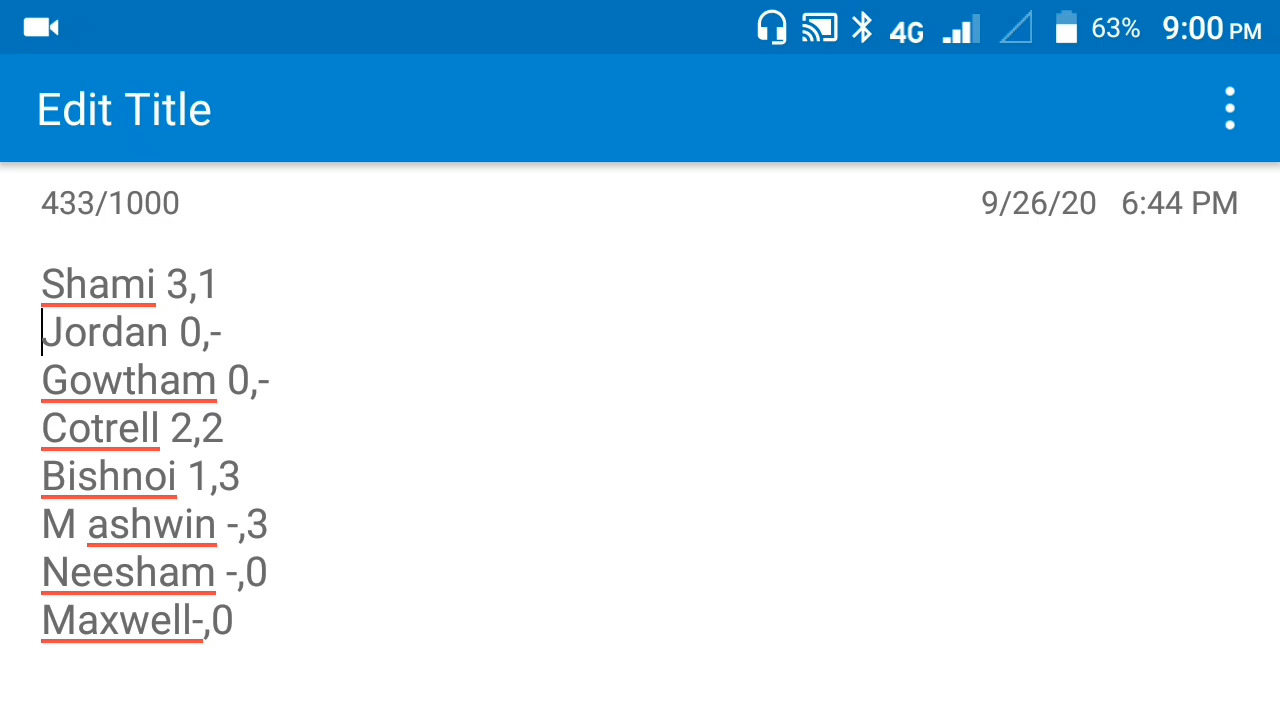 4G 63% 9:00 PM
Edit Title
433/1000 9/26/20 6:44 PM
Shami 3,1
Jordan 0,-
Gowtham 0,-
Cotrell 2,2
Bishnoi 1,3
M ashwin -,3
Neesham -,0
Maxwell-,0